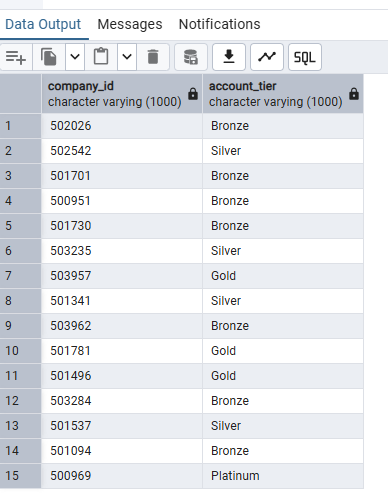 Data Output Messages Notifications
SQL
company_id account_tier
character varying (1000) character varying (1000)
1 502026 Bronze
2 502542 Silver
3 501701 Bronze
4 500951 Bronze
5 501730 Bronze
6 503235 Silver
7 503957 Gold
8 501341 Silver
9 503962 Bronze
10 501781 Gold
11 501496 Gold
12 503284 Bronze
13 501537 Silver
14 501094 Bronze
15 500969 Platinum